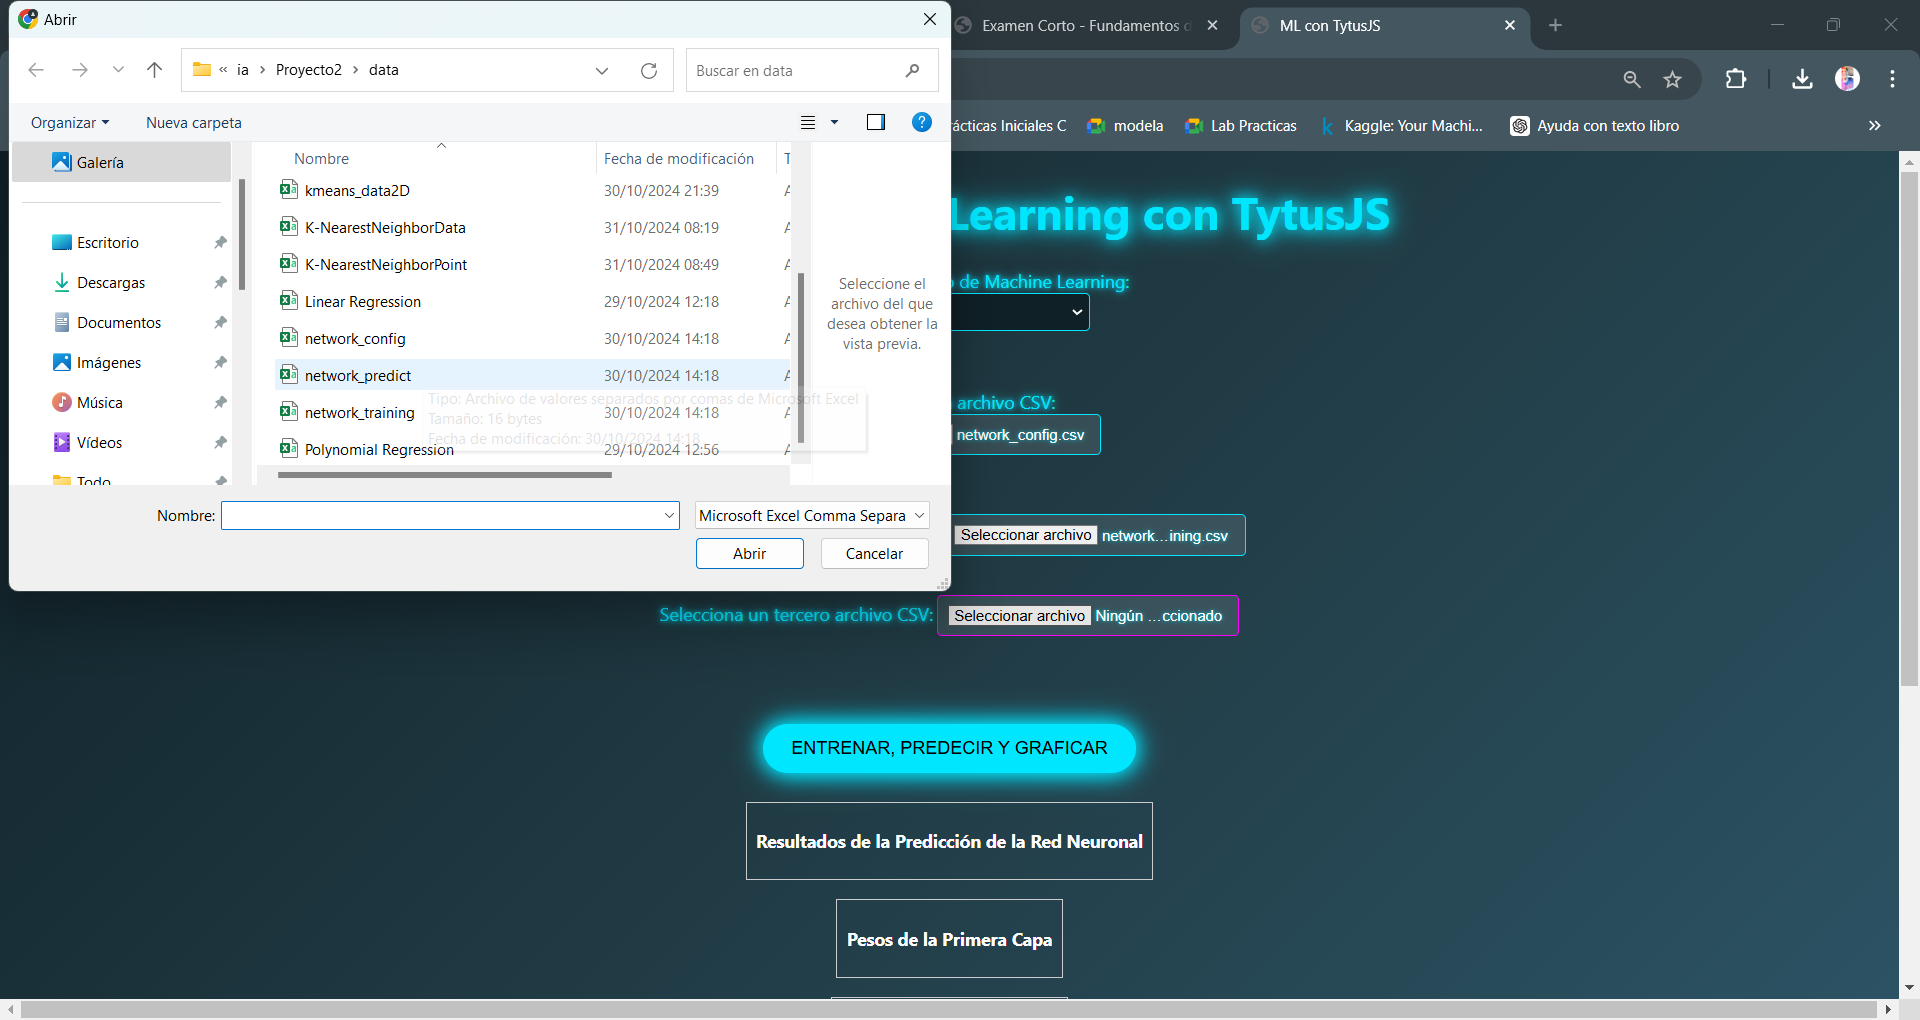 Abrir
Examen Corto - Fundamentos d
ML con TytusJS
« ia > Proyecto2 > data
Buscar en data
Organizar
Nueva carpeta
rácticas Iniciales C
modela
Lab Practicas
Kaggle: Your Machi...
Ayuda con texto libro
Galería
Escritorio
Descargas
Documentos
Imágenes
Música
Vídeos
Todo
Nombre
Fecha de modificación
T
kmeans_data2D
30/10/2024 21:39
A
K-NearestNeighborData
31/10/2024 08:19
A
K-NearestNeighborPoint
31/10/2024 08:49
A
Linear Regression
29/10/2024 12:18
A
network_config
30/10/2024 14:18
A
network_predict
30/10/2024 14:18
A
network_training
30/10/2024 14:18
A
Polynomial Regression
29/10/2024 12:56
A
Tipo: Archivo de valores separados por comas de Microsoft Excel
Tamaño: 16 bytes
Fecha de modificación: 30/10/2024 14:18
Seleccione el
archivo del que
desea obtener la
vista previa.
Nombre:
Microsoft Excel Comma Separa
Abrir
Cancelar
Learning con TytusJS
o de Machine Learning:
archivo CSV:
network_config.csv
Seleccionar archivo network...ining.csv
Selecciona un tercero archivo CSV: Seleccionar archivo Ningún ...ccionado
ENTRENAR, PREDECIR Y GRAFICAR
Resultados de la Predicción de la Red Neuronal
Pesos de la Primera Capa